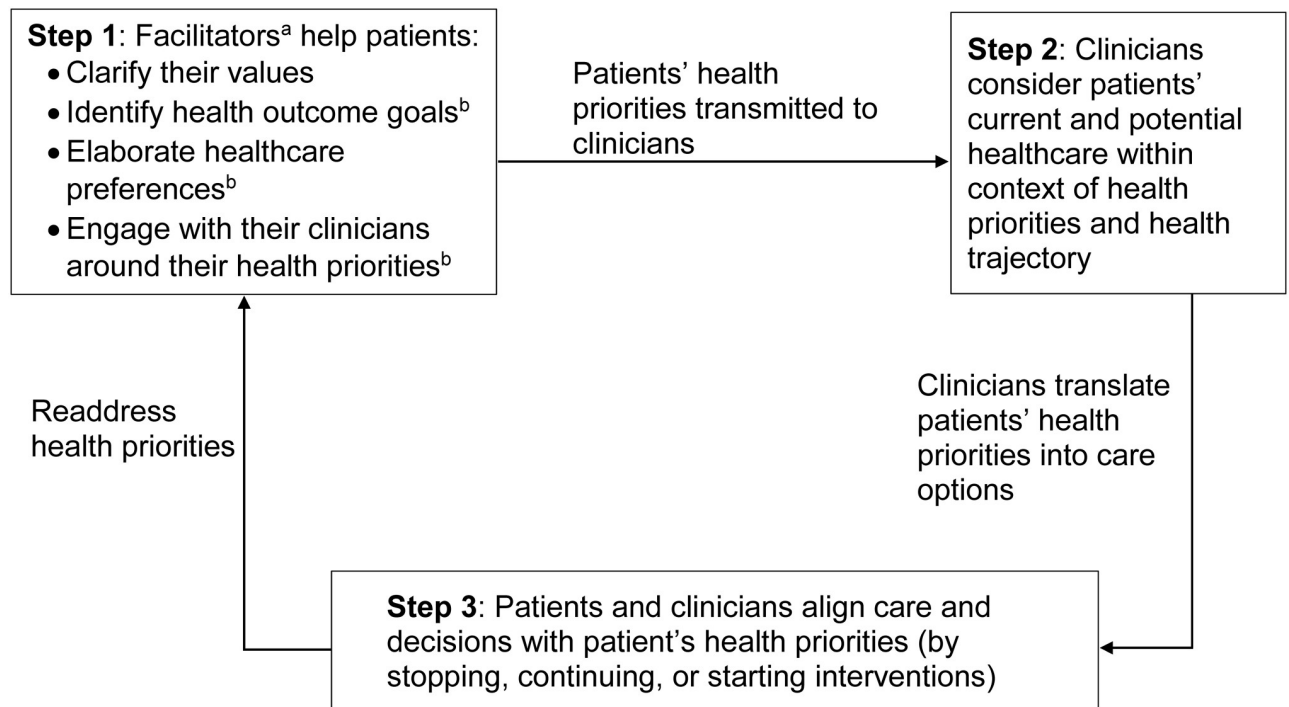 Step 1: Facilitatorsᵃ help patients:
• Clarify their values
• Identify health outcome goalsᵇ
• Elaborate healthcare
preferencesᵇ
• Engage with their clinicians
around their health prioritiesᵇ
Patients’ health
priorities transmitted to
clinicians
Step 2: Clinicians
consider patients’
current and potential
healthcare within
context of health
priorities and health
trajectory
Clinicians translate
patients’ health
priorities into care
options
Step 3: Patients and clinicians align care and
decisions with patient’s health priorities (by
stopping, continuing, or starting interventions)
Readdress
health priorities